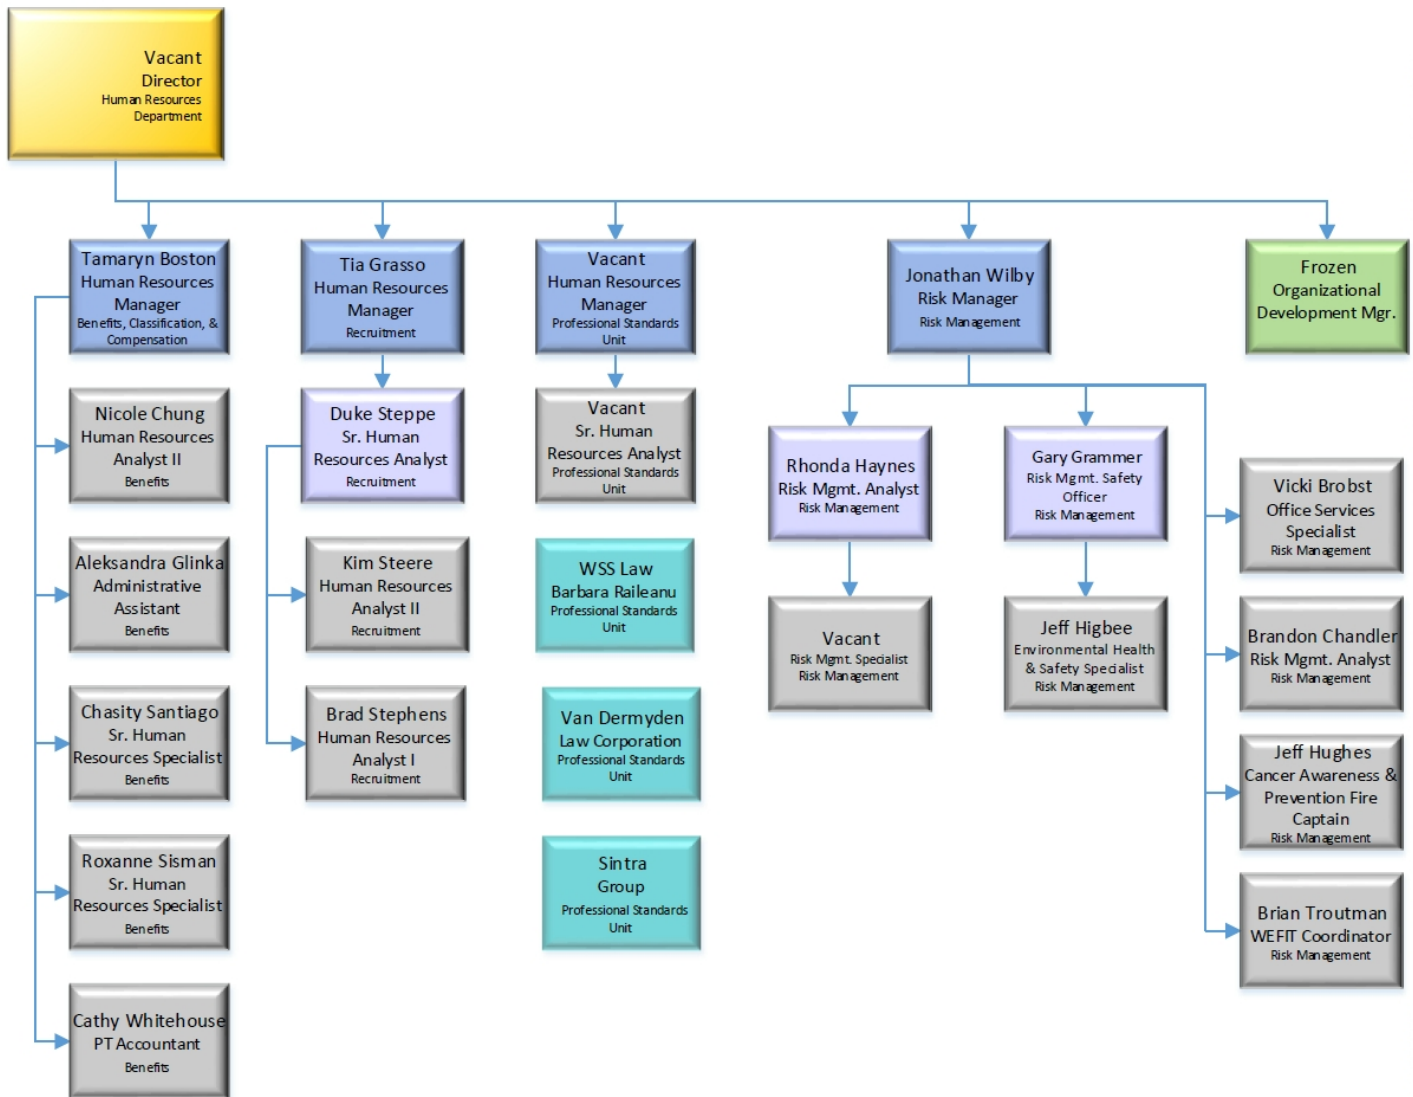 Vacant
Director
Human Resources
Department
Tamaryn Boston
Human Resources
Manager
Benefits, Classification, &
Compensation
Tia Grasso
Human Resources
Manager
Recruitment
Vacant
Human Resources
Manager
Professional Standards
Unit
Jonathan Wilby
Risk Manager
Risk Management
Frozen
Organizational
Development Mgr.
Nicole Chung
Human Resources
Analyst II
Benefits
Aleksandra Glinka
Administrative
Assistant
Benefits
Chasity Santiago
Sr. Human
Resources Specialist
Benefits
Roxanne Sisman
Sr. Human
Resources Specialist
Benefits
Cathy Whitehouse
PT Accountant
Benefits
Duke Steppe
Sr. Human
Resources Analyst
Recruitment
Kim Steere
Human Resources
Analyst II
Recruitment
Brad Stephens
Human Resources
Analyst I
Recruitment
Vacant
Sr. Human
Resources Analyst
Professional Standards
Unit
WSS Law
Barbara Raileanu
Professional Standards
Unit
Van Dermyden
Law Corporation
Professional Standards
Unit
Sintra
Group
Professional Standards
Unit
Rhonda Haynes
Risk Mgmt. Analyst
Risk Management
Vacant
Risk Mgmt. Specialist
Risk Management
Gary Grammer
Risk Mgmt. Safety
Officer
Risk Management
Jeff Higbee
Environmental Health
& Safety Specialist
Risk Management
Vicki Brobst
Office Services
Specialist
Risk Management
Brandon Chandler
Risk Mgmt. Analyst
Risk Management
Jeff Hughes
Cancer Awareness &
Prevention Fire
Captain
Risk Management
Brian Troutman
WEFIT Coordinator
Risk Management